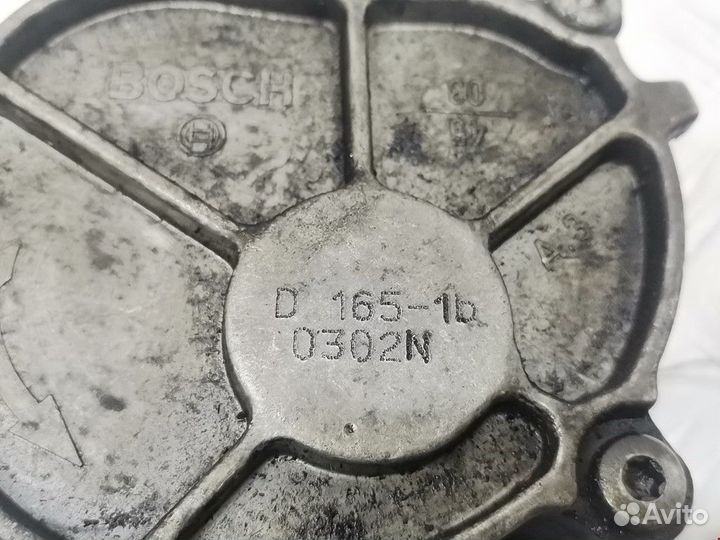 BOSCH
D 165-1b
0302N
Avito